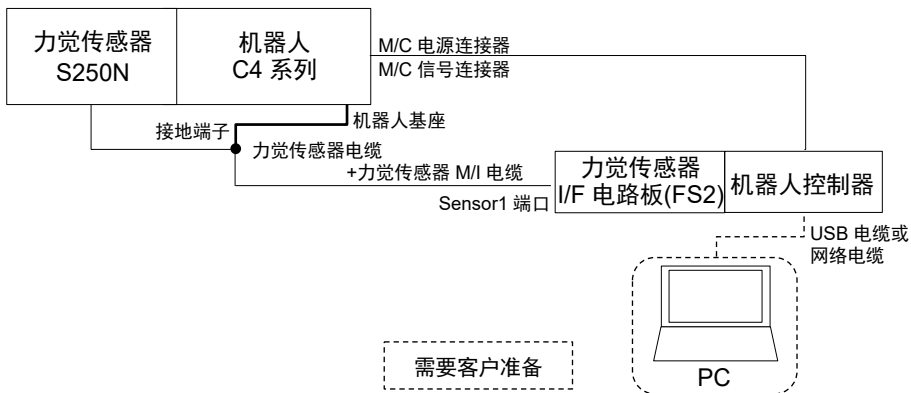 力觉传感器
S250N
机器人
C4 系列
M/C 电源连接器
M/C 信号连接器
接地端子
机器人基座
力觉传感器电缆
+力觉传感器 M/I 电缆
Sensor1 端口
力觉传感器
I/F 电路板(FS2)
机器人控制器
USB 电缆或
网络电缆
需要客户准备
PC